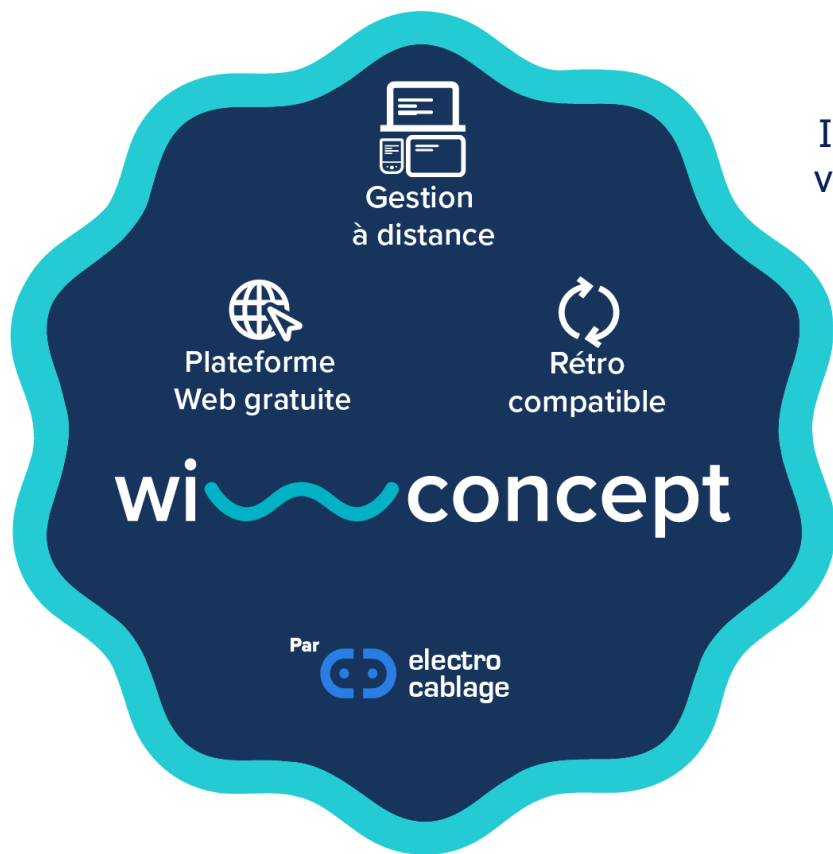 Gestion
à distance
Plateforme
Web gratuite
Rétro
compatible
wi concept
Par
electro
cablage